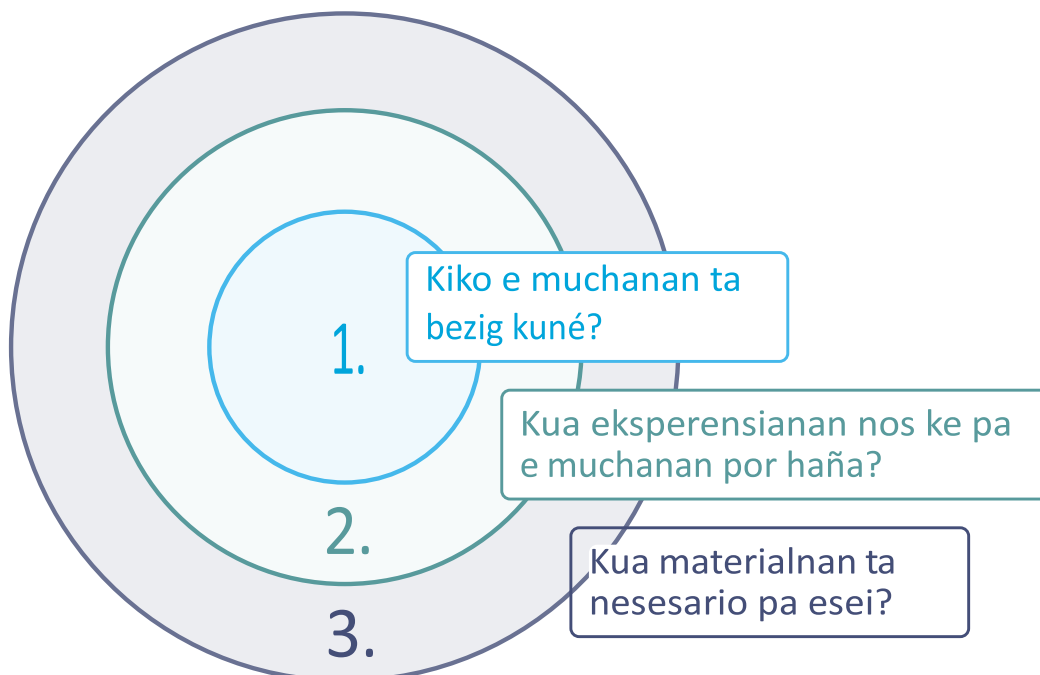 Kiko e muchanan ta
bezig kuné?
1.
Kua eksperensianan nos ke pa
e muchanan por haña?
2.
Kua materialnan ta
nesesario pa esei?
3.